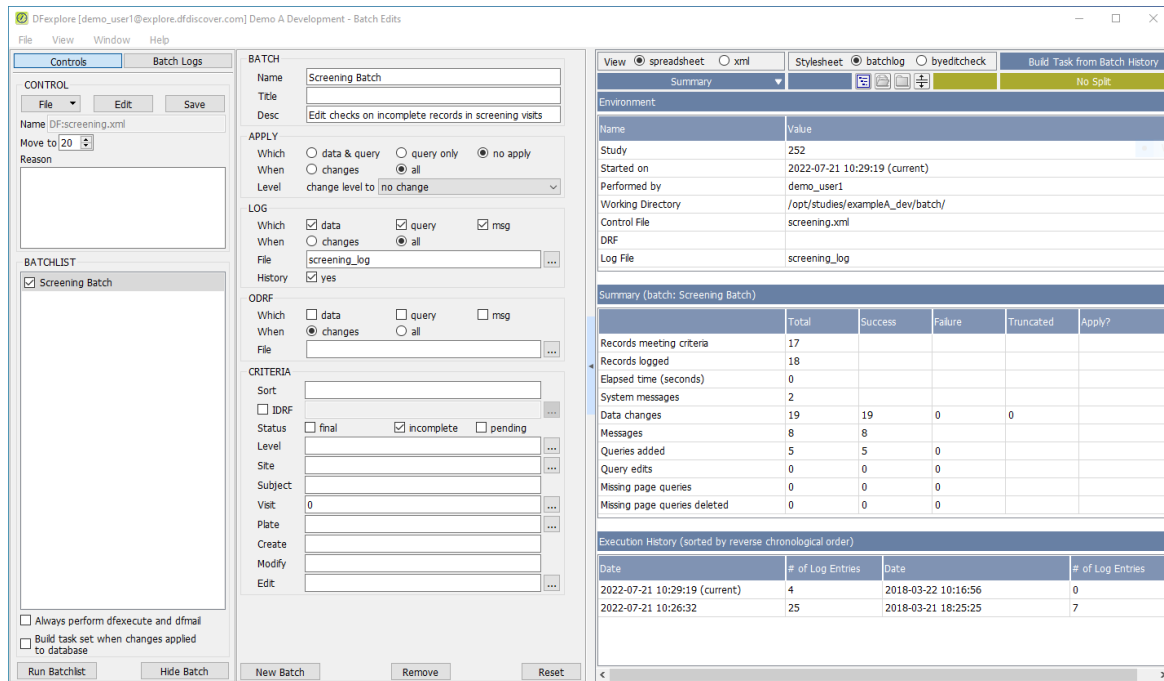 DFexplore [demo_user1@explore.dfdiscover.com] Demo A Development - Batch Edits
File View Window Help
Controls Batch Logs
CONTROL
File Edit Save
Name DF:screening.xml
Move to 20
Reason
BATCHLIST
Screening Batch
Always perform dfexecute and dfmail
Build task set when changes applied
to database
Run Batchlist Hide Batch
BATCH
Name Screening Batch
Title
Desc Edit checks on incomplete records in screening visits
APPLY
Which data & query query only no apply
When changes all
Level change level to no change
LOG
Which data query msg
When changes all
File screening_log ...
History yes
ODRF
Which data query msg
When changes all
File ...
CRITERIA
Sort
IDRF ...
Status final incomplete pending
Level ...
Site ...
Subject
Visit 0 ...
Plate ...
Create
Modify
Edit ...
New Batch Remove Reset
View spreadsheet xml Stylesheet batchlog byeditcheck Build Task from Batch History
Summary No Split
Environment
Name Value
Study 252
Started on 2022-07-21 10:29:19 (current)
Performed by demo_user1
Working Directory /opt/studies/exampleA_dev/batch/
Control File screening.xml
DRF
Log File screening_log
Summary (batch: Screening Batch)
Total Success Failure Truncated Apply?
Records meeting criteria 17
Records logged 18
Elapsed time (seconds) 0
System messages 2
Data changes 19 19 0 0
Messages 8 8
Queries added 5 5 0
Query edits 0 0 0
Missing page queries 0 0 0
Missing page queries deleted 0 0 0
Execution History (sorted by reverse chronological order)
Date # of Log Entries Date # of Log Entries
2022-07-21 10:29:19 (current) 4 2018-03-22 10:16:56 0
2022-07-21 10:26:32 25 2018-03-21 18:25:25 7